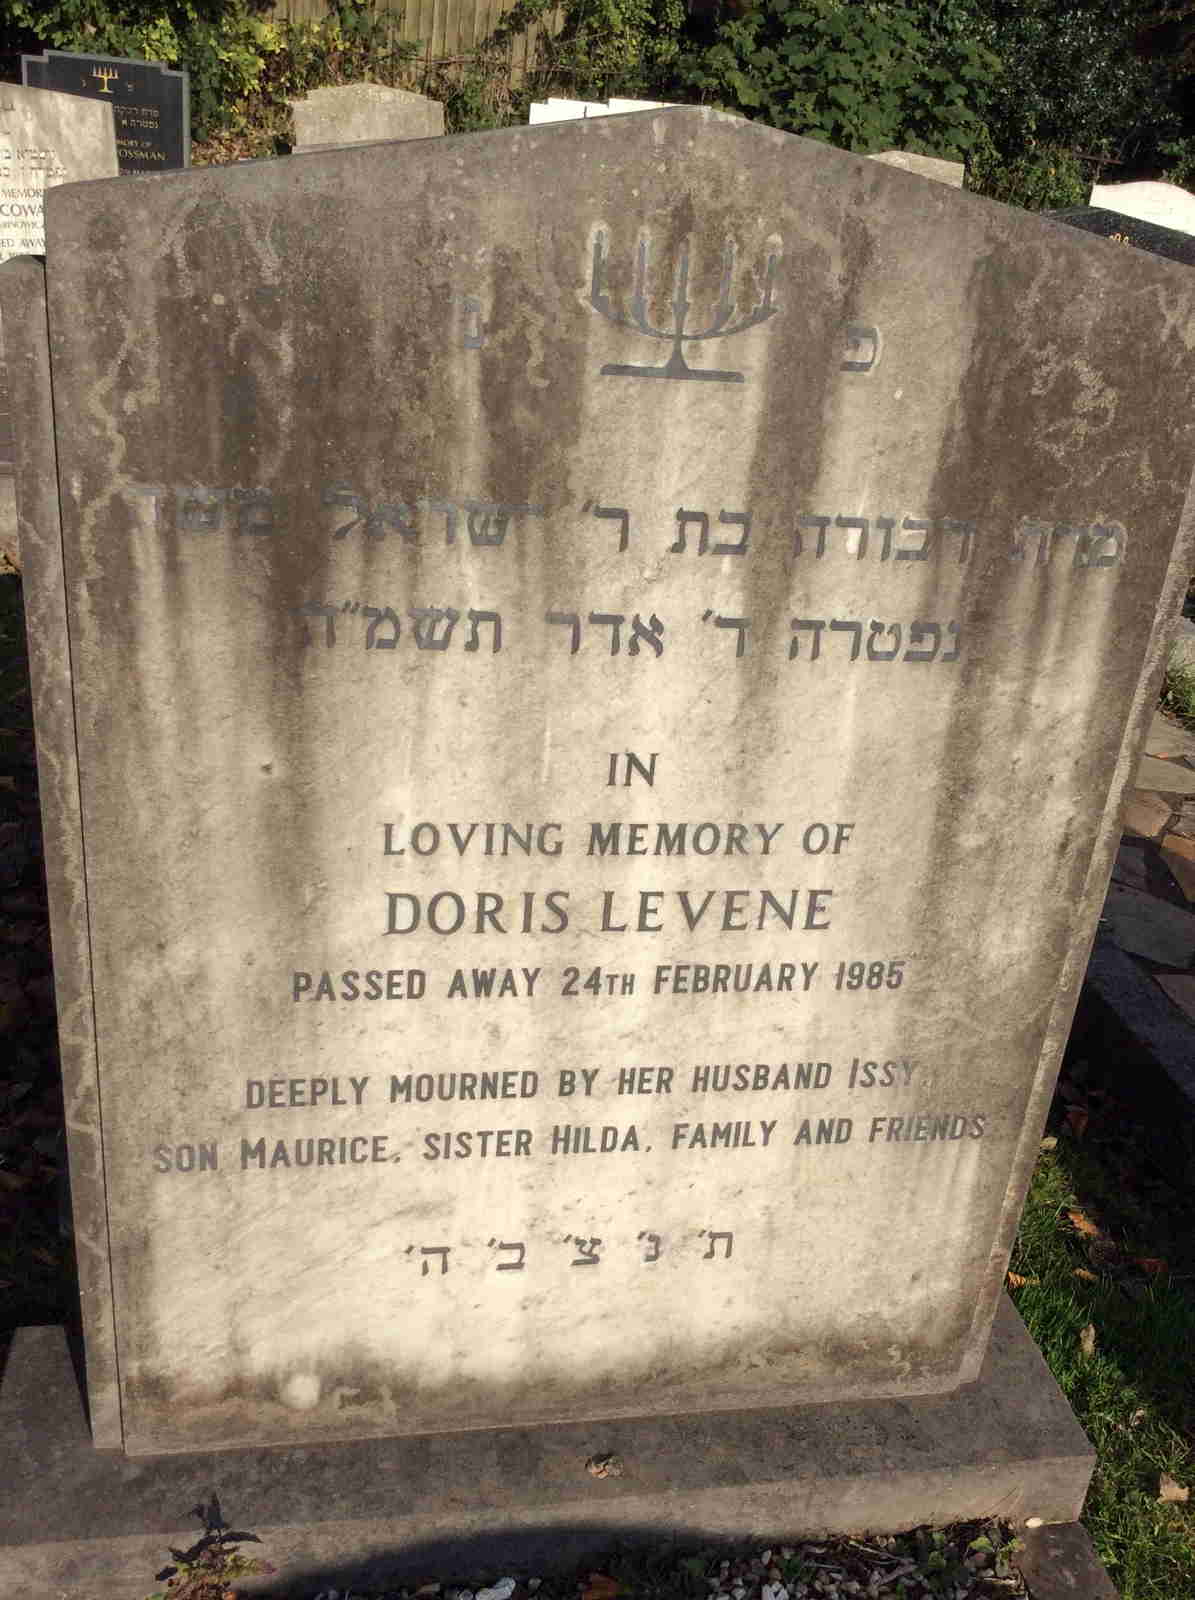 פ נ
מרת דבורה בת ר' ישראל משה
נפטרה ד' אדר תשמ"ה
IN
LOVING MEMORY OF
DORIS LEVENE
PASSED AWAY 24TH FEBRUARY 1985
DEEPLY MOURNED BY HER HUSBAND ISSY,
SON MAURICE, SISTER HILDA, FAMILY AND FRIENDS
ת' נ' צ' ב' ה'